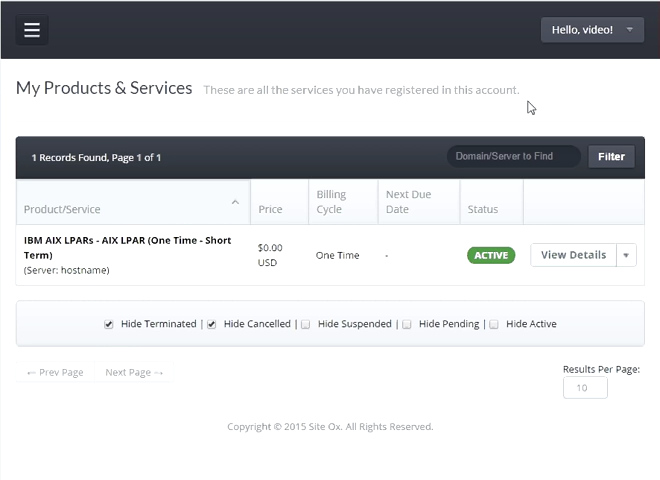 Hello, video!
My Products & Services These are all the services you have registered in this account.
1 Records Found, Page 1 of 1
Domain/Server to Find
Filter
Product/Service
Price
Billing
Cycle
Next Due
Date
Status
IBM AIX LPARs - AIX LPAR (One Time - Short
Term)
(Server: hostname)
$0.00
USD
One Time
-
ACTIVE
View Details
Hide Terminated | Hide Cancelled | Hide Suspended | Hide Pending | Hide Active
← Prev Page
Next Page →
Results Per Page:
10
Copyright © 2015 Site Ox. All Rights Reserved.